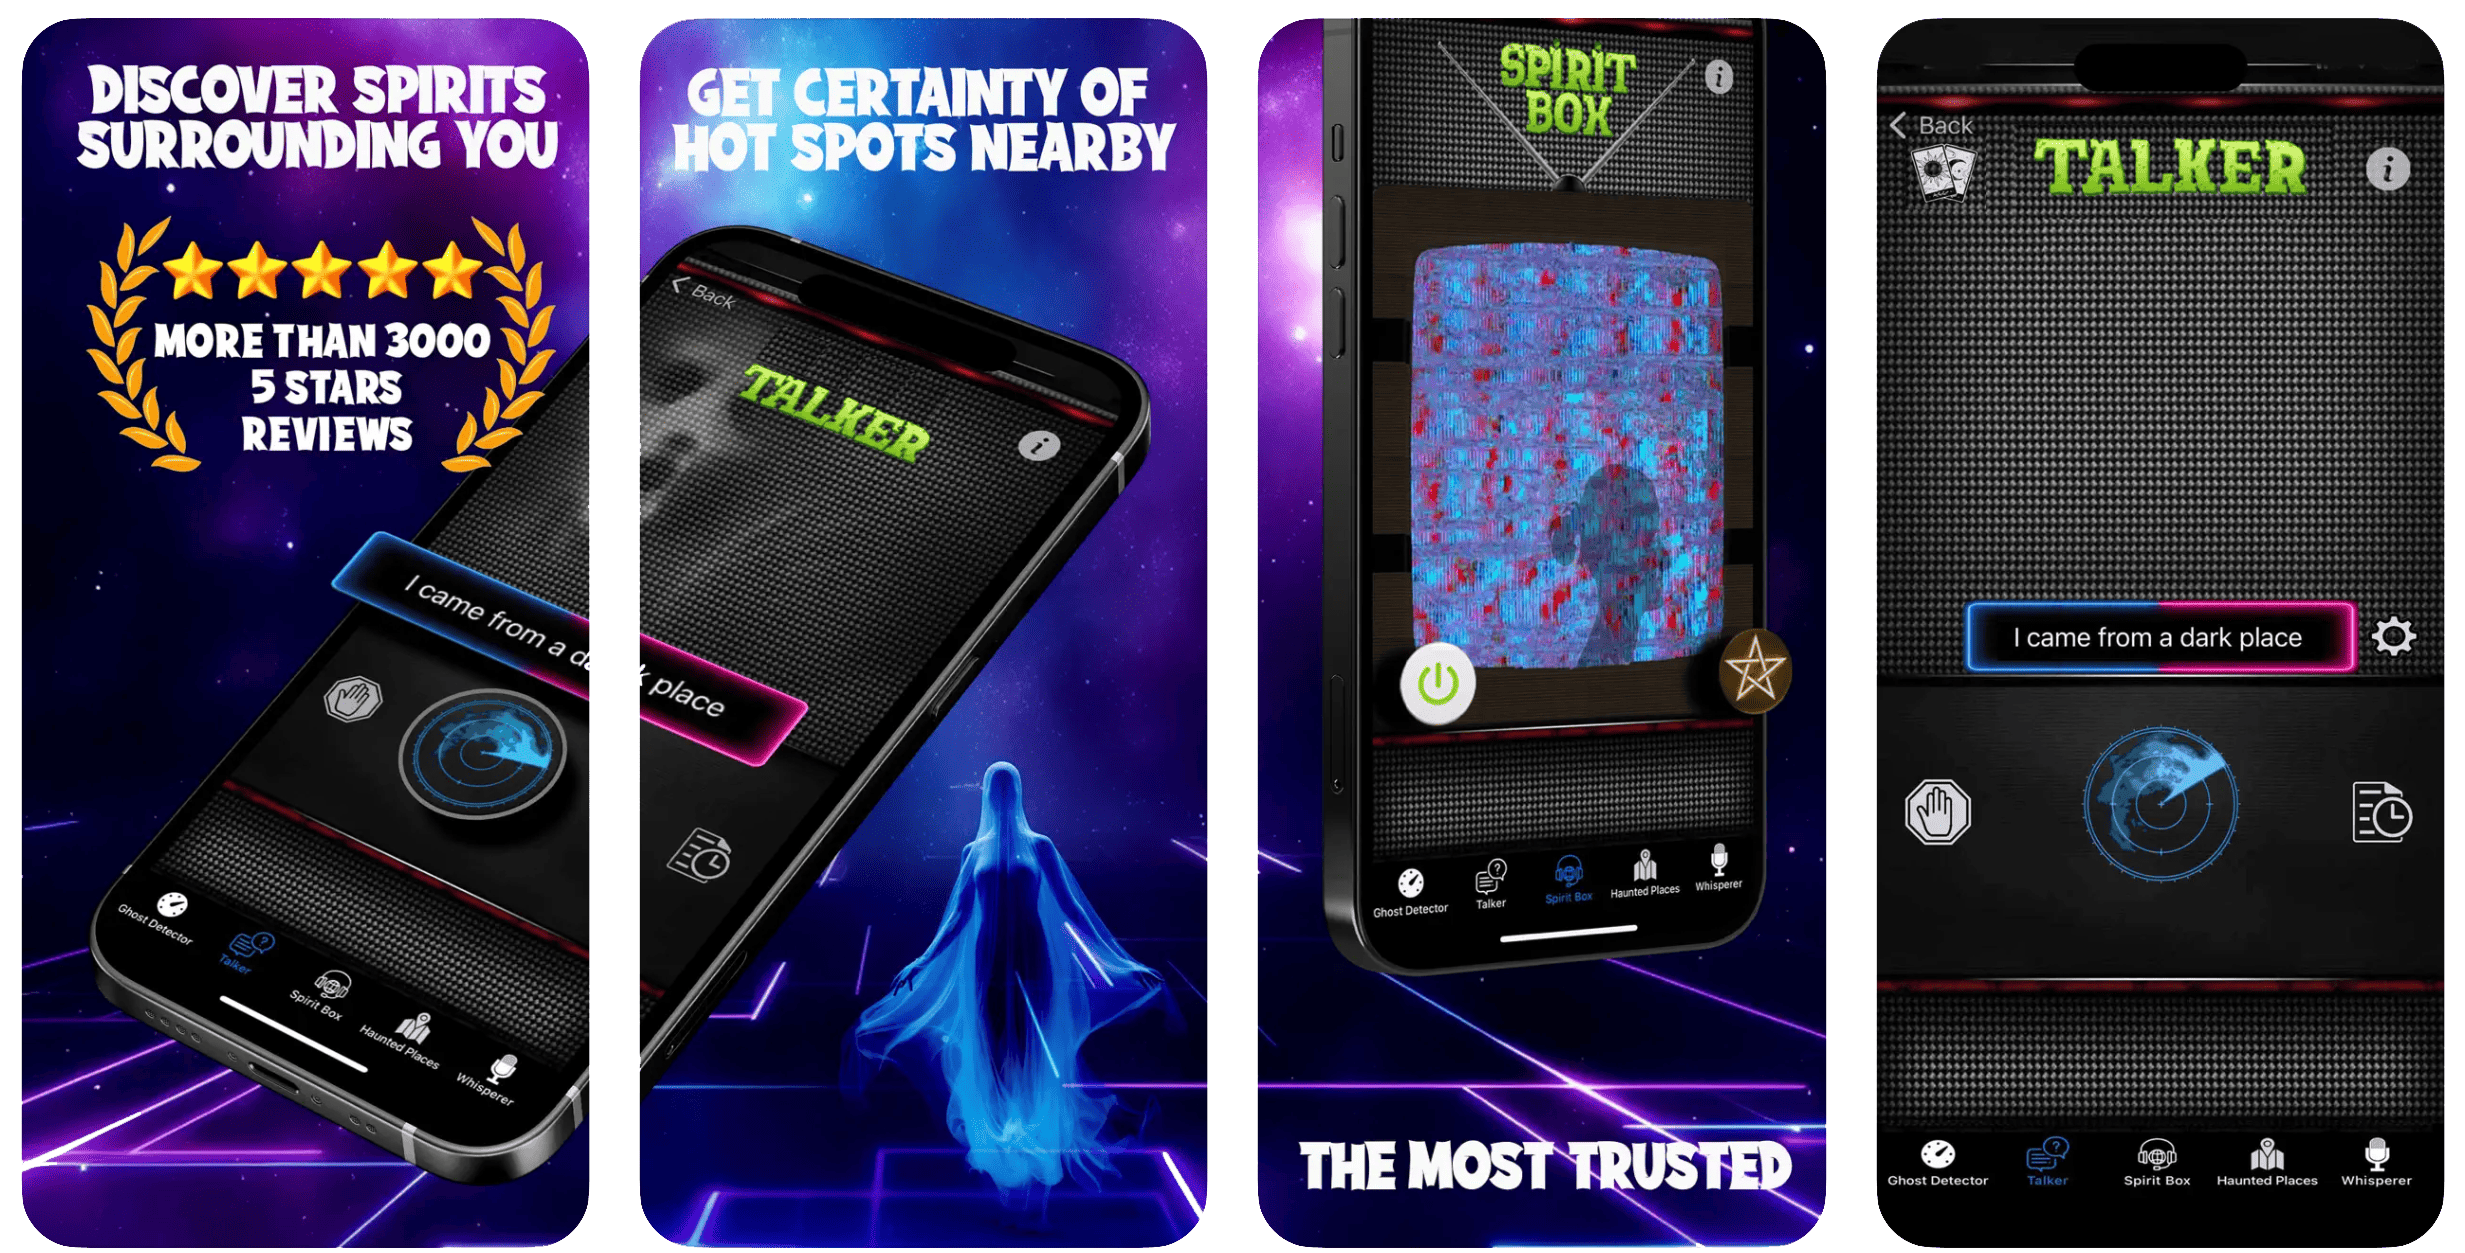 DISCOVER SPIRITS
SURROUNDING YOU
MORE THAN 3000
5 STARS
REVIEWS
I came from a da
Ghost Detector
Talker
Spirit Box
Haunted Places
Whisperer
GET CERTAINTY OF
HOT SPOTS NEARBY
Back
TALKER
i
k place
SPIRIT
BOX
i
Ghost Detector
Talker
Spirit Box
Haunted Places
Whisperer
THE MOST TRUSTED
Back
TALKER
i
I came from a dark place
Ghost Detector
Talker
Spirit Box
Haunted Places
Whisperer